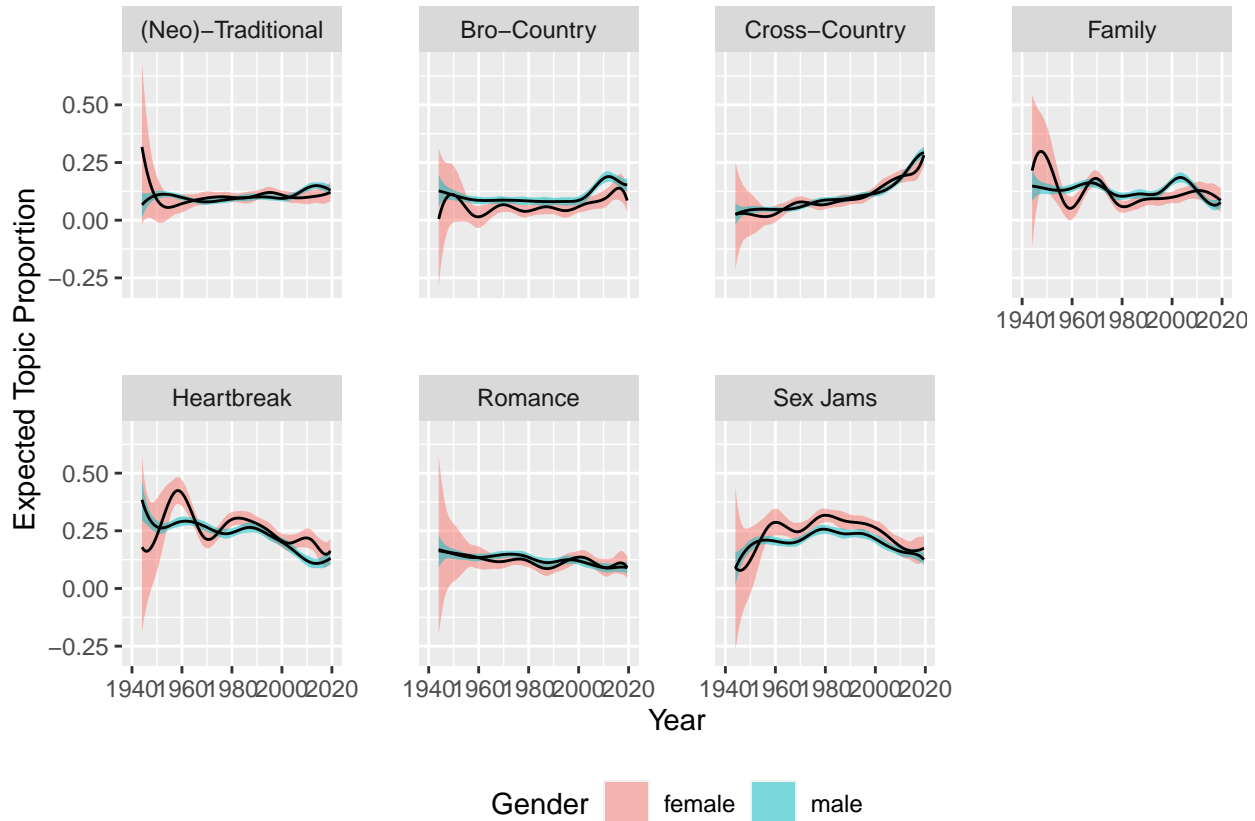 (Neo)−Traditional
Bro−Country
Cross−Country
Family
Expected Topic Proportion
0.50
0.25
0.00
−0.25
1940 1960 1980 2000 2020
Heartbreak
Romance
Sex Jams
0.50
0.25
0.00
−0.25
1940 1960 1980 2000 2020
1940 1960 1980 2000 2020
1940 1960 1980 2000 2020
Year
Gender female male